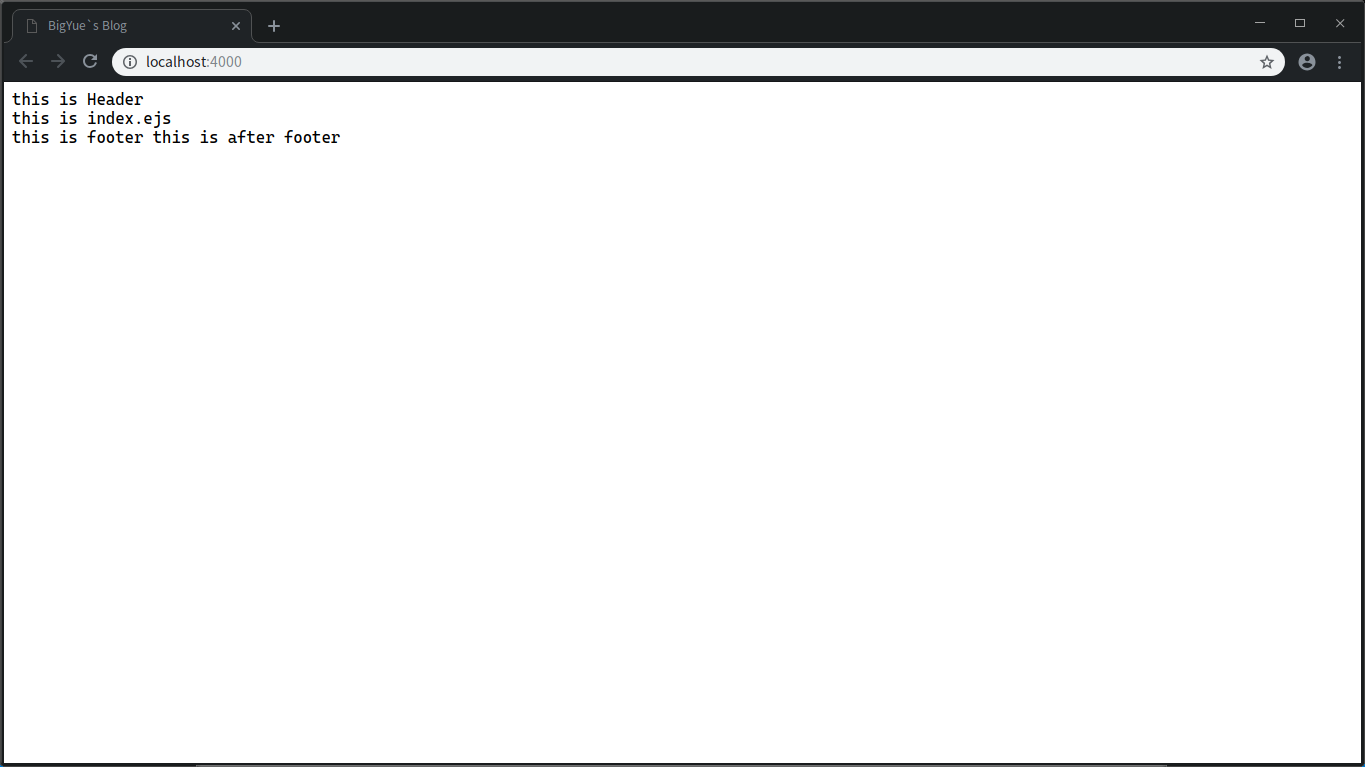 BigYue`s Blog
localhost:4000
this is Header
this is index.ejs
this is footer this is after footer